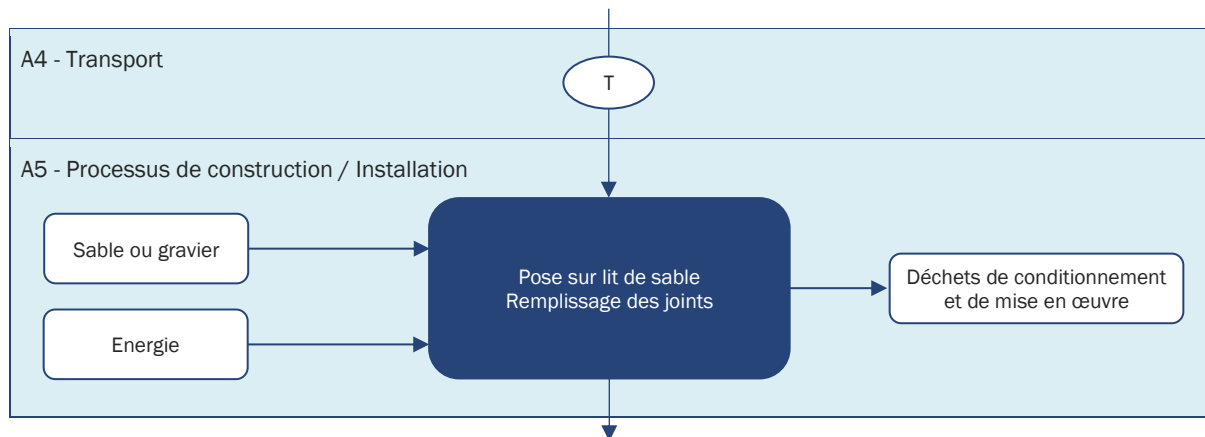 A4 - Transport
T
A5 - Processus de construction / Installation
Sable ou gravier
Pose sur lit de sable
Remplissage des joints
Déchets de conditionnement
et de mise en œuvre
Energie